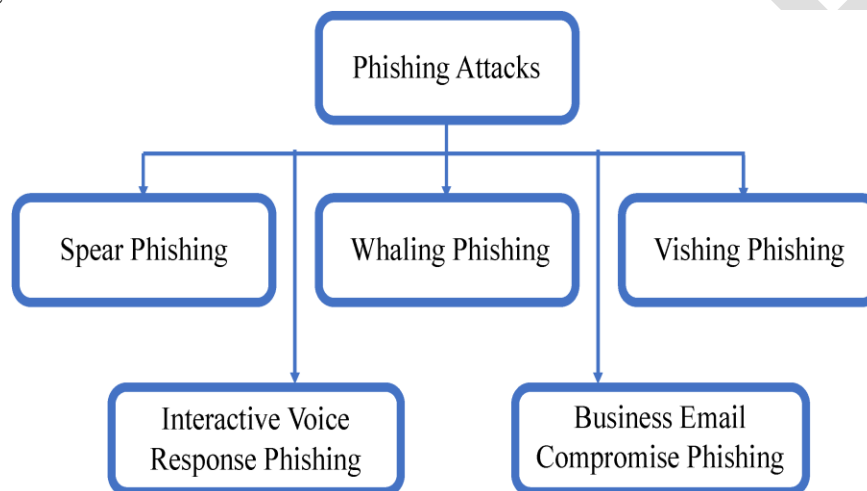 Phishing Attacks
Spear Phishing
Whaling Phishing
Vishing Phishing
Interactive Voice
Response Phishing
Business Email
Compromise Phishing